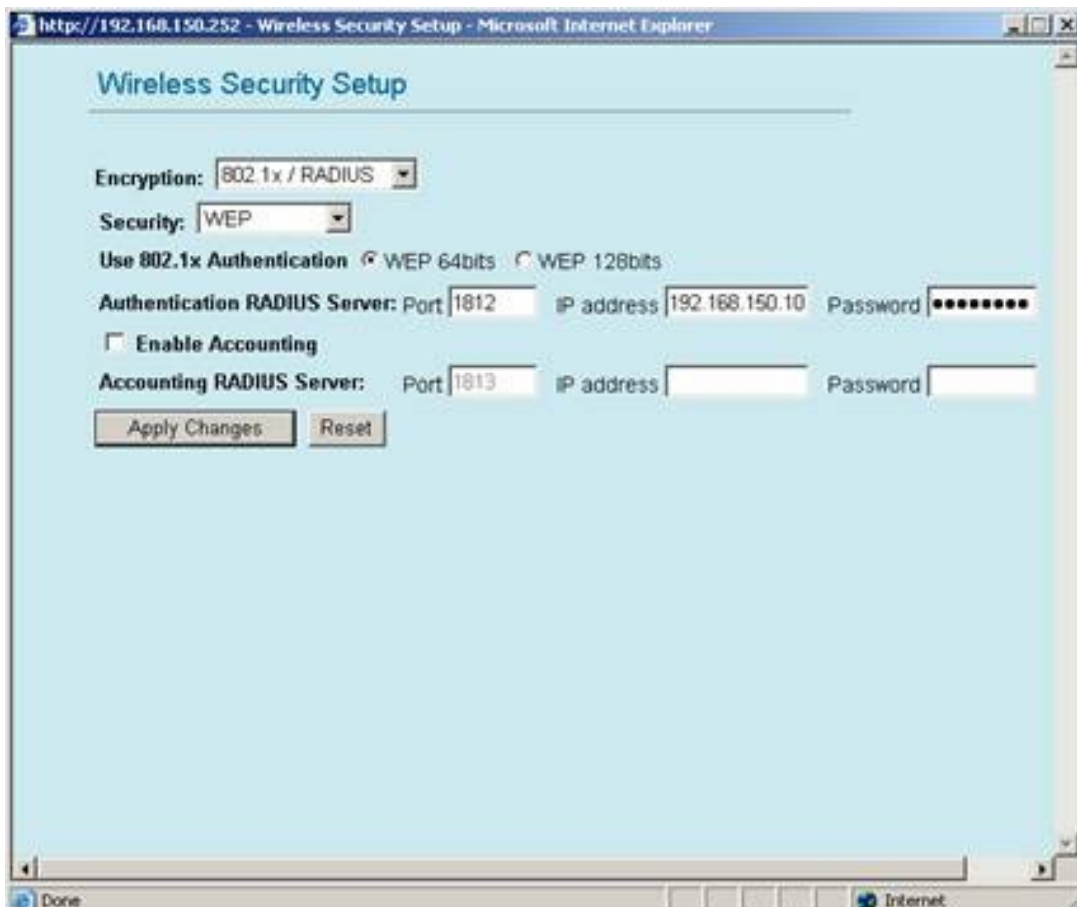 http://192.168.150.252 - Wireless Security Setup - Microsoft Internet Explorer
Wireless Security Setup
Encryption: 802.1x / RADIUS
Security: WEP
Use 802.1x Authentication WEP 64bits WEP 128bits
Authentication RADIUS Server: Port 1812 IP address 192.168.150.10 Password ●●●●●●●●
Enable Accounting
Accounting RADIUS Server: Port 1813 IP address Password
Apply Changes Reset
Done Internet